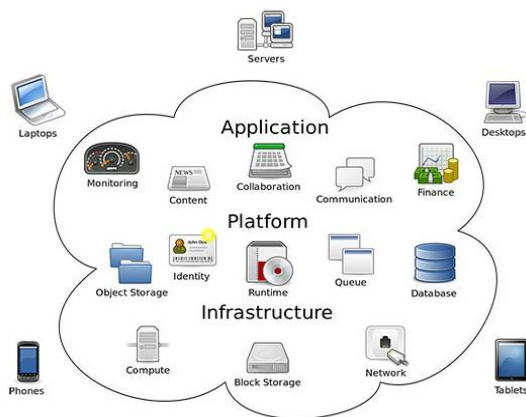 Servers
Laptops
Desktops
Application
Monitoring
NEWS
Content
Collaboration
Communication
Finance
Platform
John Doe
Object Storage
Identity
Runtime
Queue
Database
Infrastructure
Compute
Block Storage
Network
Phones
Tablets